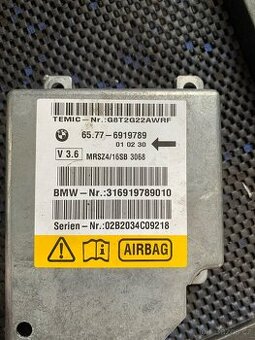 TEMIC-Nr.:G8T2G22AWRF
65.77-6919789
01 02 30
V 3.6 MRSZ4/16SB 3068
BMW-Nr.:316919789010
Serien-Nr.:02B2034C09218
AIRBAG